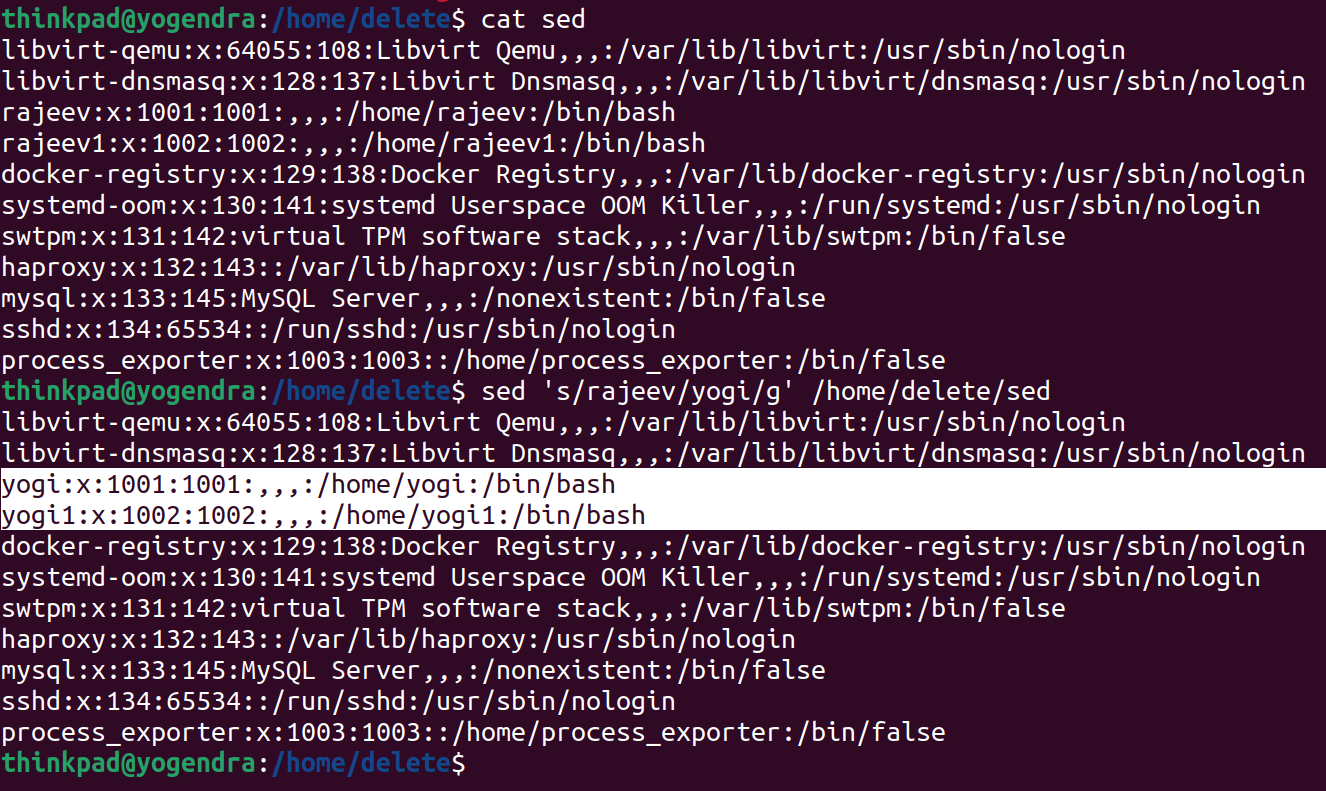 thinkpad@yogendra:/home/delete$ cat sed
libvirt-qemu:x:64055:108:Libvirt Qemu,,,:/var/lib/libvirt:/usr/sbin/nologin
libvirt-dnsmasq:x:128:137:Libvirt Dnsmasq,,,:/var/lib/libvirt/dnsmasq:/usr/sbin/nologin
rajeev:x:1001:1001:,,,:/home/rajeev:/bin/bash
rajeev1:x:1002:1002:,,,:/home/rajeev1:/bin/bash
docker-registry:x:129:138:Docker Registry,,,:/var/lib/docker-registry:/usr/sbin/nologin
systemd-oom:x:130:141:systemd Userspace OOM Killer,,,:/run/systemd:/usr/sbin/nologin
swtpm:x:131:142:virtual TPM software stack,,,:/var/lib/swtpm:/bin/false
haproxy:x:132:143::/var/lib/haproxy:/usr/sbin/nologin
mysql:x:133:145:MySQL Server,,,:/nonexistent:/bin/false
sshd:x:134:65534::/run/sshd:/usr/sbin/nologin
process_exporter:x:1003:1003::/home/process_exporter:/bin/false
thinkpad@yogendra:/home/delete$ sed 's/rajeev/yogi/g' /home/delete/sed
libvirt-qemu:x:64055:108:Libvirt Qemu,,,:/var/lib/libvirt:/usr/sbin/nologin
libvirt-dnsmasq:x:128:137:Libvirt Dnsmasq,,,:/var/lib/libvirt/dnsmasq:/usr/sbin/nologin
yogi:x:1001:1001:,,,:/home/yogi:/bin/bash
yogi1:x:1002:1002:,,,:/home/yogi1:/bin/bash
docker-registry:x:129:138:Docker Registry,,,:/var/lib/docker-registry:/usr/sbin/nologin
systemd-oom:x:130:141:systemd Userspace OOM Killer,,,:/run/systemd:/usr/sbin/nologin
swtpm:x:131:142:virtual TPM software stack,,,:/var/lib/swtpm:/bin/false
haproxy:x:132:143::/var/lib/haproxy:/usr/sbin/nologin
mysql:x:133:145:MySQL Server,,,:/nonexistent:/bin/false
sshd:x:134:65534::/run/sshd:/usr/sbin/nologin
process_exporter:x:1003:1003::/home/process_exporter:/bin/false
thinkpad@yogendra:/home/delete$